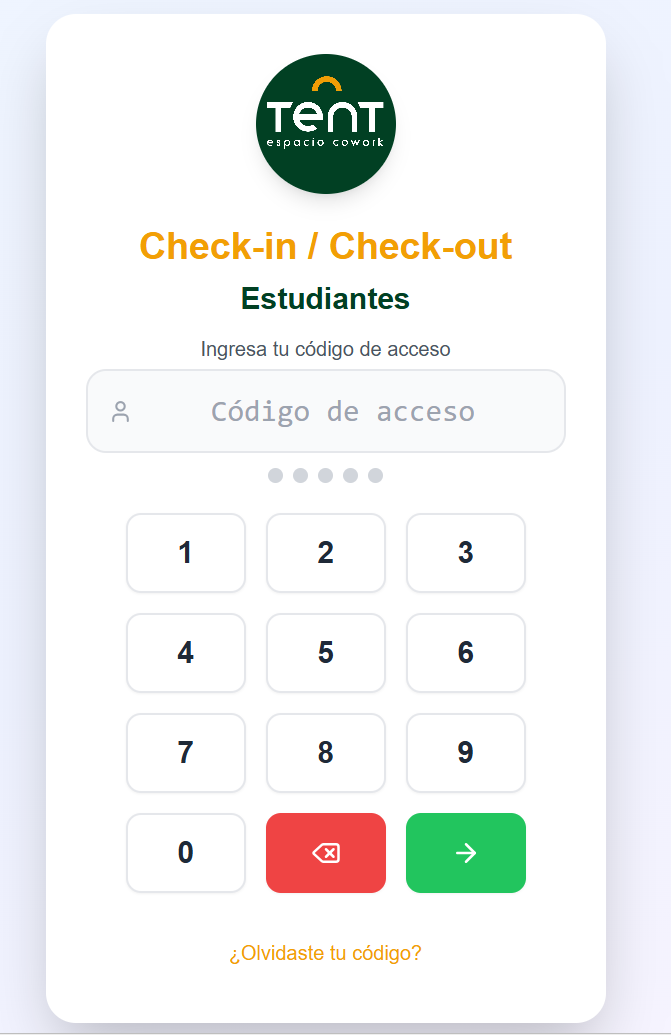 TENT
espacio cowork
Check-in / Check-out
Estudiantes
Ingresa tu código de acceso
Código de acceso
1 2 3
4 5 6
7 8 9
0
¿Olvidaste tu código?